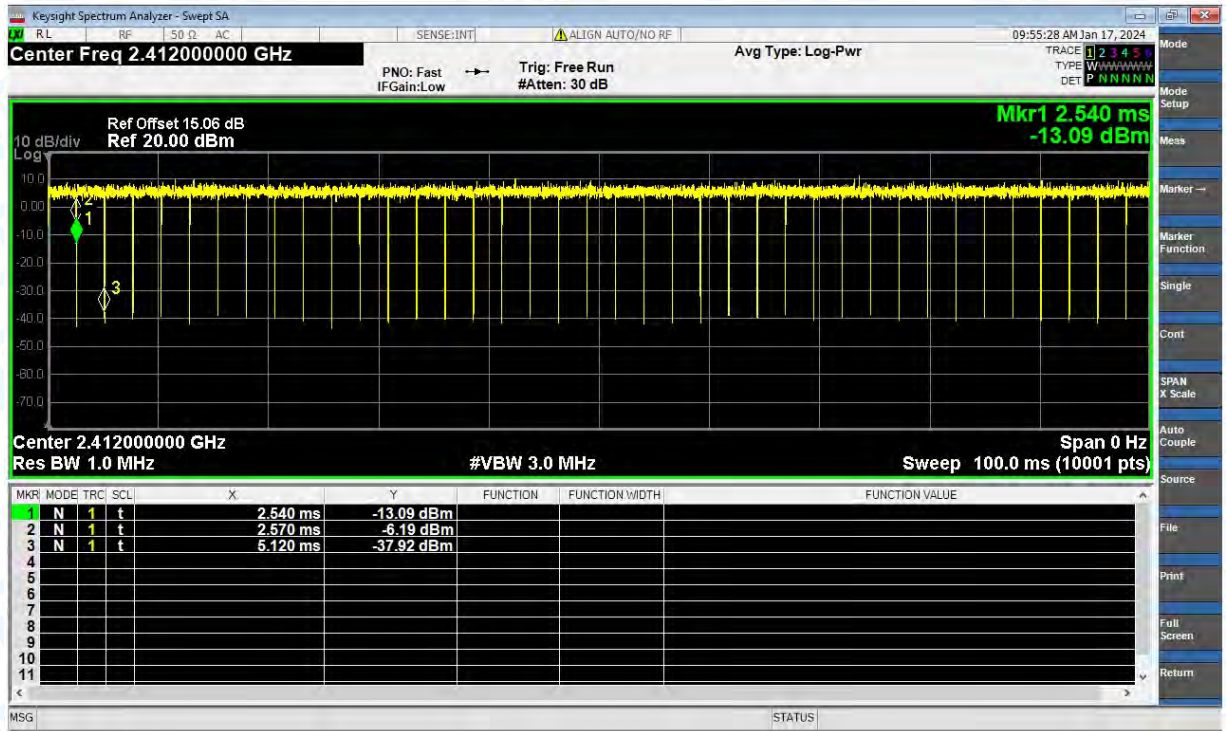 Keysight Spectrum Analyzer - Swept SA
LXI RL RF 50 Ω AC SENSE:INT ALIGN AUTO/NO RF 09:55:28 AM Jan 17, 2024
Center Freq 2.412000000 GHz
PNO: Fast
IFGain:Low
Trig: Free Run
#Atten: 30 dB
Avg Type: Log-Pwr
TRACE 1 2 3 4 5 6
TYPE WWWWWW
DET P N N N N N
Ref Offset 15.06 dB
10 dB/div Ref 20.00 dBm
Log
Mkr1 2.540 ms
-13.09 dBm
10.0
0.00
-10.0
-20.0
-30.0
-40.0
-50.0
-60.0
-70.0
2
1
3
Center 2.412000000 GHz Span 0 Hz
Res BW 1.0 MHz #VBW 3.0 MHz Sweep 100.0 ms (10001 pts)
MKR MODE TRC SCL X Y FUNCTION FUNCTION WIDTH FUNCTION VALUE
1 N 1 t 2.540 ms -13.09 dBm
2 N 1 t 2.570 ms -6.19 dBm
3 N 1 t 5.120 ms -37.92 dBm
4
5
6
7
8
9
10
11
MSG STATUS
Mode
Mode
Setup
Meas
Marker→
Marker
Function
Single
Cont
SPAN
X Scale
Auto
Couple
Source
File
Print
Full
Screen
Return